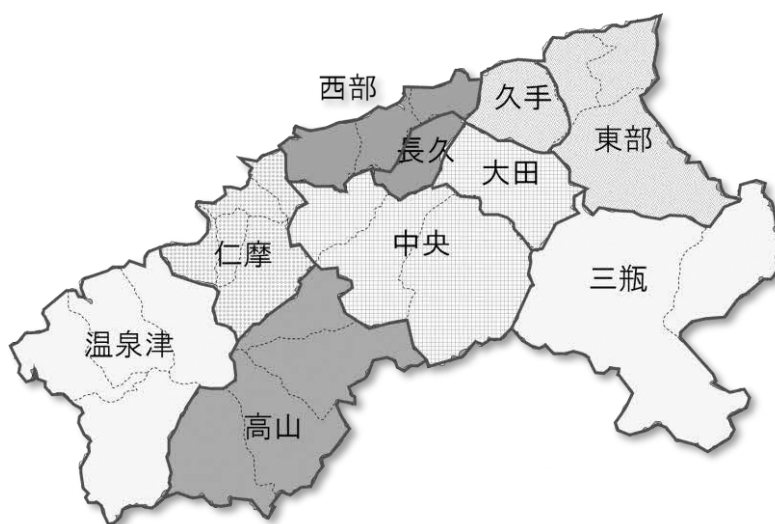 西部
久手
東部
長久
大田
中央
仁摩
三瓶
温泉津
高山